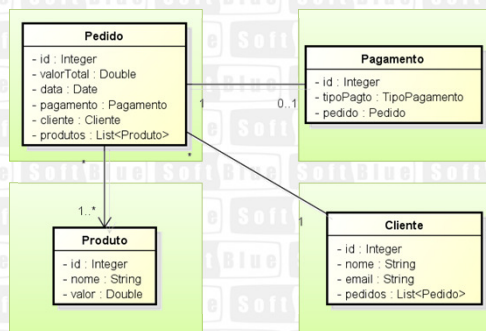 Pedido
- id : Integer
- valorTotal : Double
- data : Date
- pagamento : Pagamento
- cliente : Cliente
- produtos : List<Produto>
Pagamento
- id : Integer
- tipoPagto : TipoPagamento
- pedido : Pedido
1
0..1
*
*
1..*
1
Produto
- id : Integer
- nome : String
- valor : Double
Cliente
- id : Integer
- nome : String
- email : String
- pedidos : List<Pedido>
Soft Blue